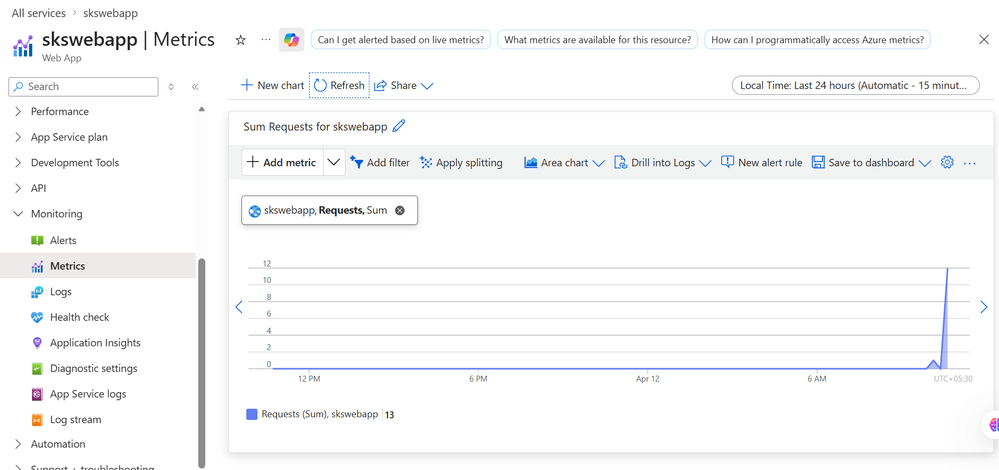 All services > skswebapp
skswebapp | Metrics
Web App
Can I get alerted based on live metrics?
What metrics are available for this resource?
How can I programmatically access Azure metrics?
Search
Performance
App Service plan
Development Tools
API
Monitoring
Alerts
Metrics
Logs
Health check
Application Insights
Diagnostic settings
App Service logs
Log stream
Automation
Support + troubleshooting
New chart
Refresh
Share
Local Time: Last 24 hours (Automatic - 15 minut...
Sum Requests for skswebapp
Add metric
Add filter
Apply splitting
Area chart
Drill into Logs
New alert rule
Save to dashboard
skswebapp, Requests, Sum
12
10
8
6
4
2
0
12 PM
6 PM
Apr 12
6 AM
UTC+05:30
Requests (Sum), skswebapp | 13